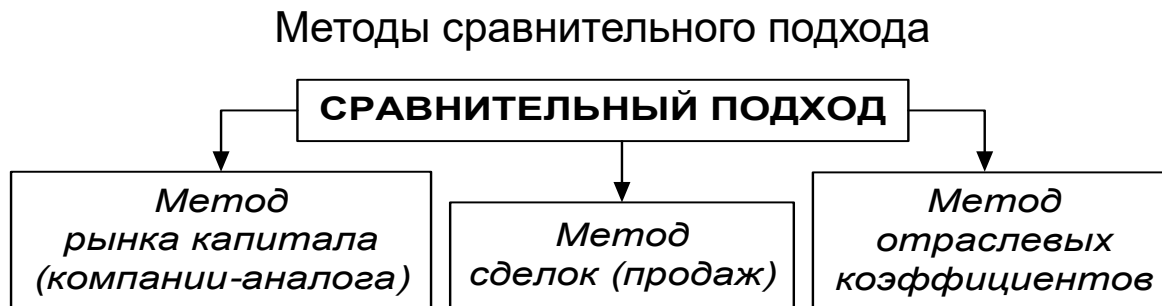 Методы сравнительного подхода
СРАВНИТЕЛЬНЫЙ ПОДХОД
Метод
рынка капитала
(компании-аналога)
Метод
сделок (продаж)
Метод
отраслевых
коэффициентов